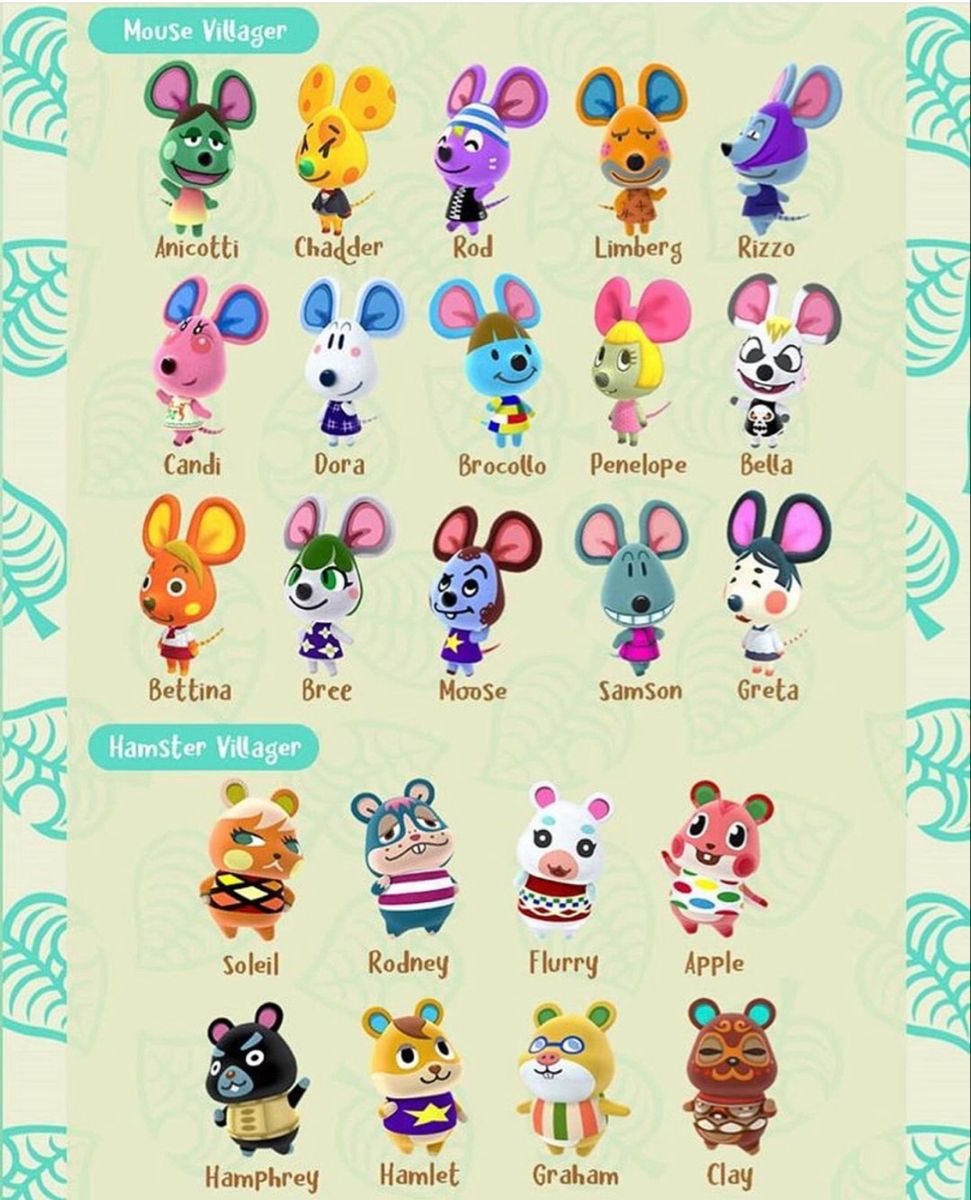 Mouse Villager
Anicotti Chadder Rod Limberg Rizzo
Candi Dora Brocollo Penelope Bella
Bettina Bree Moose Samson Greta
Hamster Villager
Soleil Rodney Flurry Apple
Hamphrey Hamlet Graham Clay